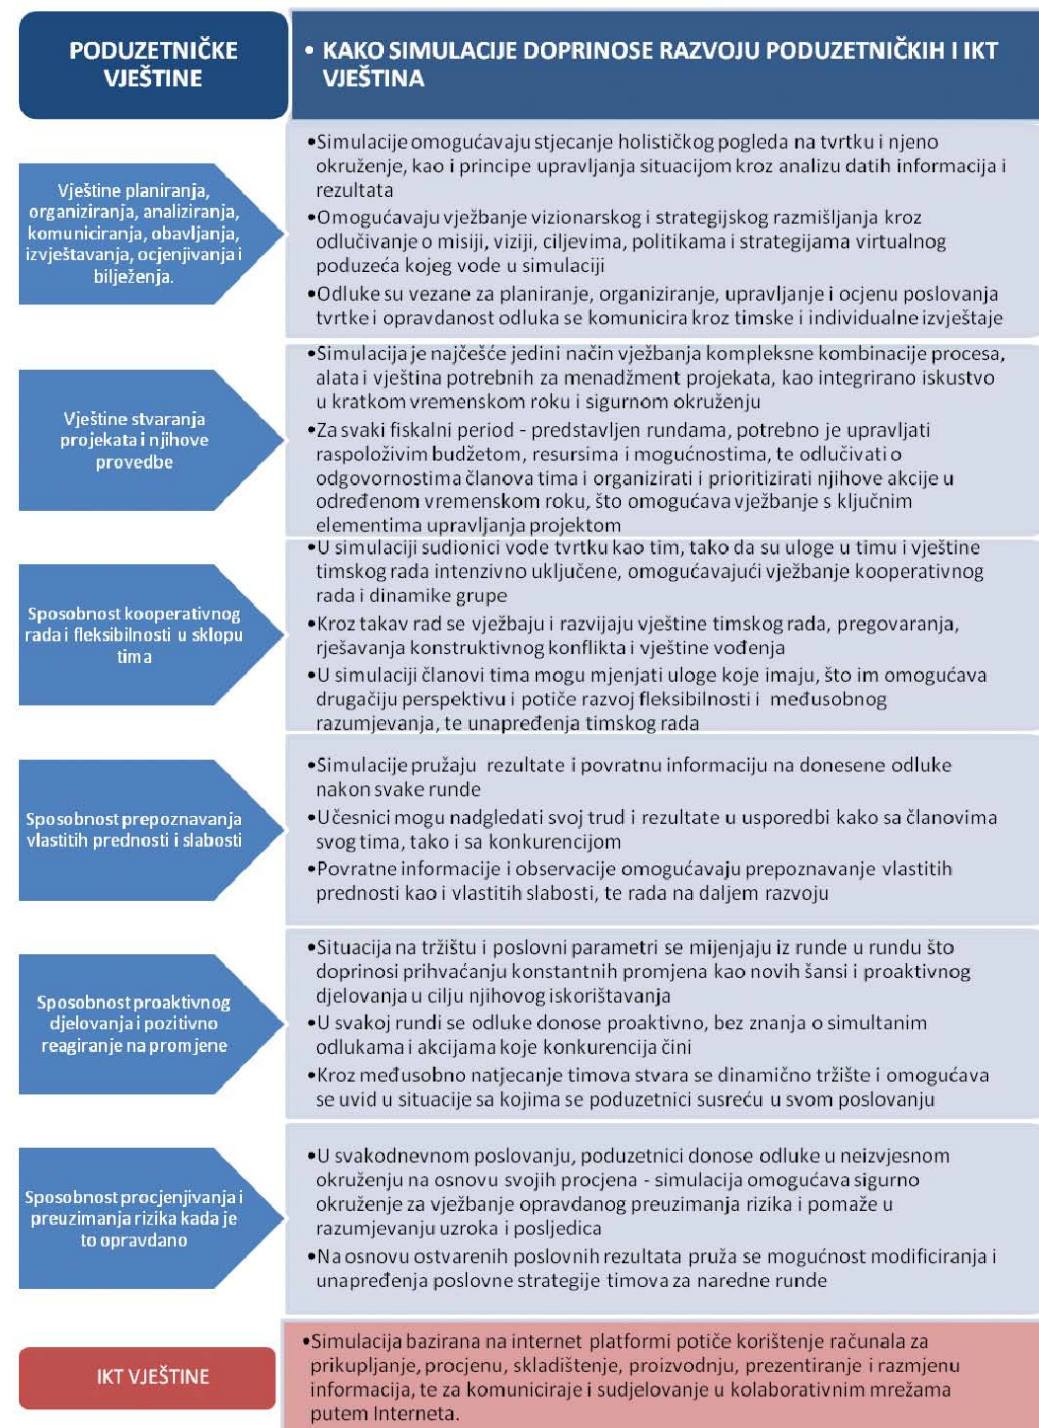 PODUZETNIČKE
VJEŠTINE
• KAKO SIMULACIJE DOPRINOSE RAZVOJU PODUZETNIČKIH I IKT
VJEŠTINA
Vještine planiranja,
organiziranja, analiziranja,
komuniciranja, obavljanja,
izvještavanja, ocjenjivanja i
bilježenja.
•Simulacije omogućavaju stjecanje holističkog pogleda na tvrtku i njeno
okruženje, kao i principe upravljanja situacijom kroz analizu datih informacija i
rezultata
•Omogućavaju vježbanje vizionarskog i strategijskog razmišljanja kroz
odlučivanje o misiji, viziji, ciljevima, politikama i strategijama virtualnog
poduzeća kojeg vode u simulaciji
•Odluke su vezane za planiranje, organiziranje, upravljanje i ocjenu poslovanja
tvrtke i opravdanost odluka se komunicira kroz timske i individualne izvještaje
Vještine stvaranja
projekata i njihove
provedbe
•Simulacija je najčešće jedini način vježbanja kompleksne kombinacije procesa,
alata i vještina potrebnih za menadžment projekata, kao integrirano iskustvo
u kratkom vremenskom roku i sigurnom okruženju
•Za svaki fiskalni period - predstavljen rundama, potrebno je upravljati
raspoloživim budžetom, resursima i mogućnostima, te odlučivati o
odgovornostima članova tima i organizirati i prioritizirati njihove akcije u
određenom vremenskom roku, što omogućava vježbanje s ključnim
elementima upravljanja projektom
Sposobnost kooperativnog
rada i fleksibilnosti u sklopu
tima
•U simulaciji sudionici vode tvrtku kao tim, tako da su uloge u timu i vještine
timskog rada intenzivno uključene, omogućavajući vježbanje kooperativnog
rada i dinamike grupe
•Kroz takav rad se vježbaju i razvijaju vještine timskog rada, pregovaranja,
rješavanja konstruktivnog konflikta i vještine vođenja
•U simulaciji članovi tima mogu mjenjati uloge koje imaju, što im omogućava
drugačiju perspektivu i potiče razvoj fleksibilnosti i međusobnog
razumjevanja, te unapređenja timskog rada
Sposobnost prepoznavanja
vlastitih prednosti i slabosti
•Simulacije pružaju rezultate i povratnu informaciju na donesene odluke
nakon svake runde
•Učesnici mogu nadgledati svoj trud i rezultate u usporedbi kako sa članovima
svog tima, tako i sa konkurencijom
•Povratne informacije i observacije omogućavaju prepoznavanje vlastitih
prednosti kao i vlastitih slabosti, te rada na daljem razvoju
Sposobnost proaktivnog
djelovanja i pozitivno
reagiranje na promjene
•Situacija na tržištu i poslovni parametri se mijenjaju iz runde u rundu što
doprinosi prihvaćanju konstantnih promjena kao novih šansi i proaktivnog
djelovanja u cilju njihovog iskorištavanja
•U svakoj rundi se odluke donose proaktivno, bez znanja o simultanim
odlukama i akcijama koje konkurencija čini
•Kroz međusobno natjecanje timova stvara se dinamično tržište i omogućava
se uvid u situacije sa kojima se poduzetnici susreću u svom poslovanju
Sposobnost procjenjivanja i
preuzimanja rizika kada je
to opravdano
•U svakodnevnom poslovanju, poduzetnici donose odluke u neizvjesnom
okruženju na osnovu svojih procjena - simulacija omogućava sigurno
okruženje za vježbanje opravdanog preuzimanja rizika i pomaže u
razumjevanju uzroka i posljedica
•Na osnovu ostvarenih poslovnih rezultata pruža se mogućnost modificiranja i
unapređenja poslovne strategije timova za naredne runde
IKT VJEŠTINE
•Simulacija bazirana na internet platformi potiče korištenje računala za
prikupljanje, procjenu, skladištenje, proizvodnju, prezentiranje i razmjenu
informacija, te za komuniciraje i sudjelovanje u kolaborativnim mrežama
putem Interneta.